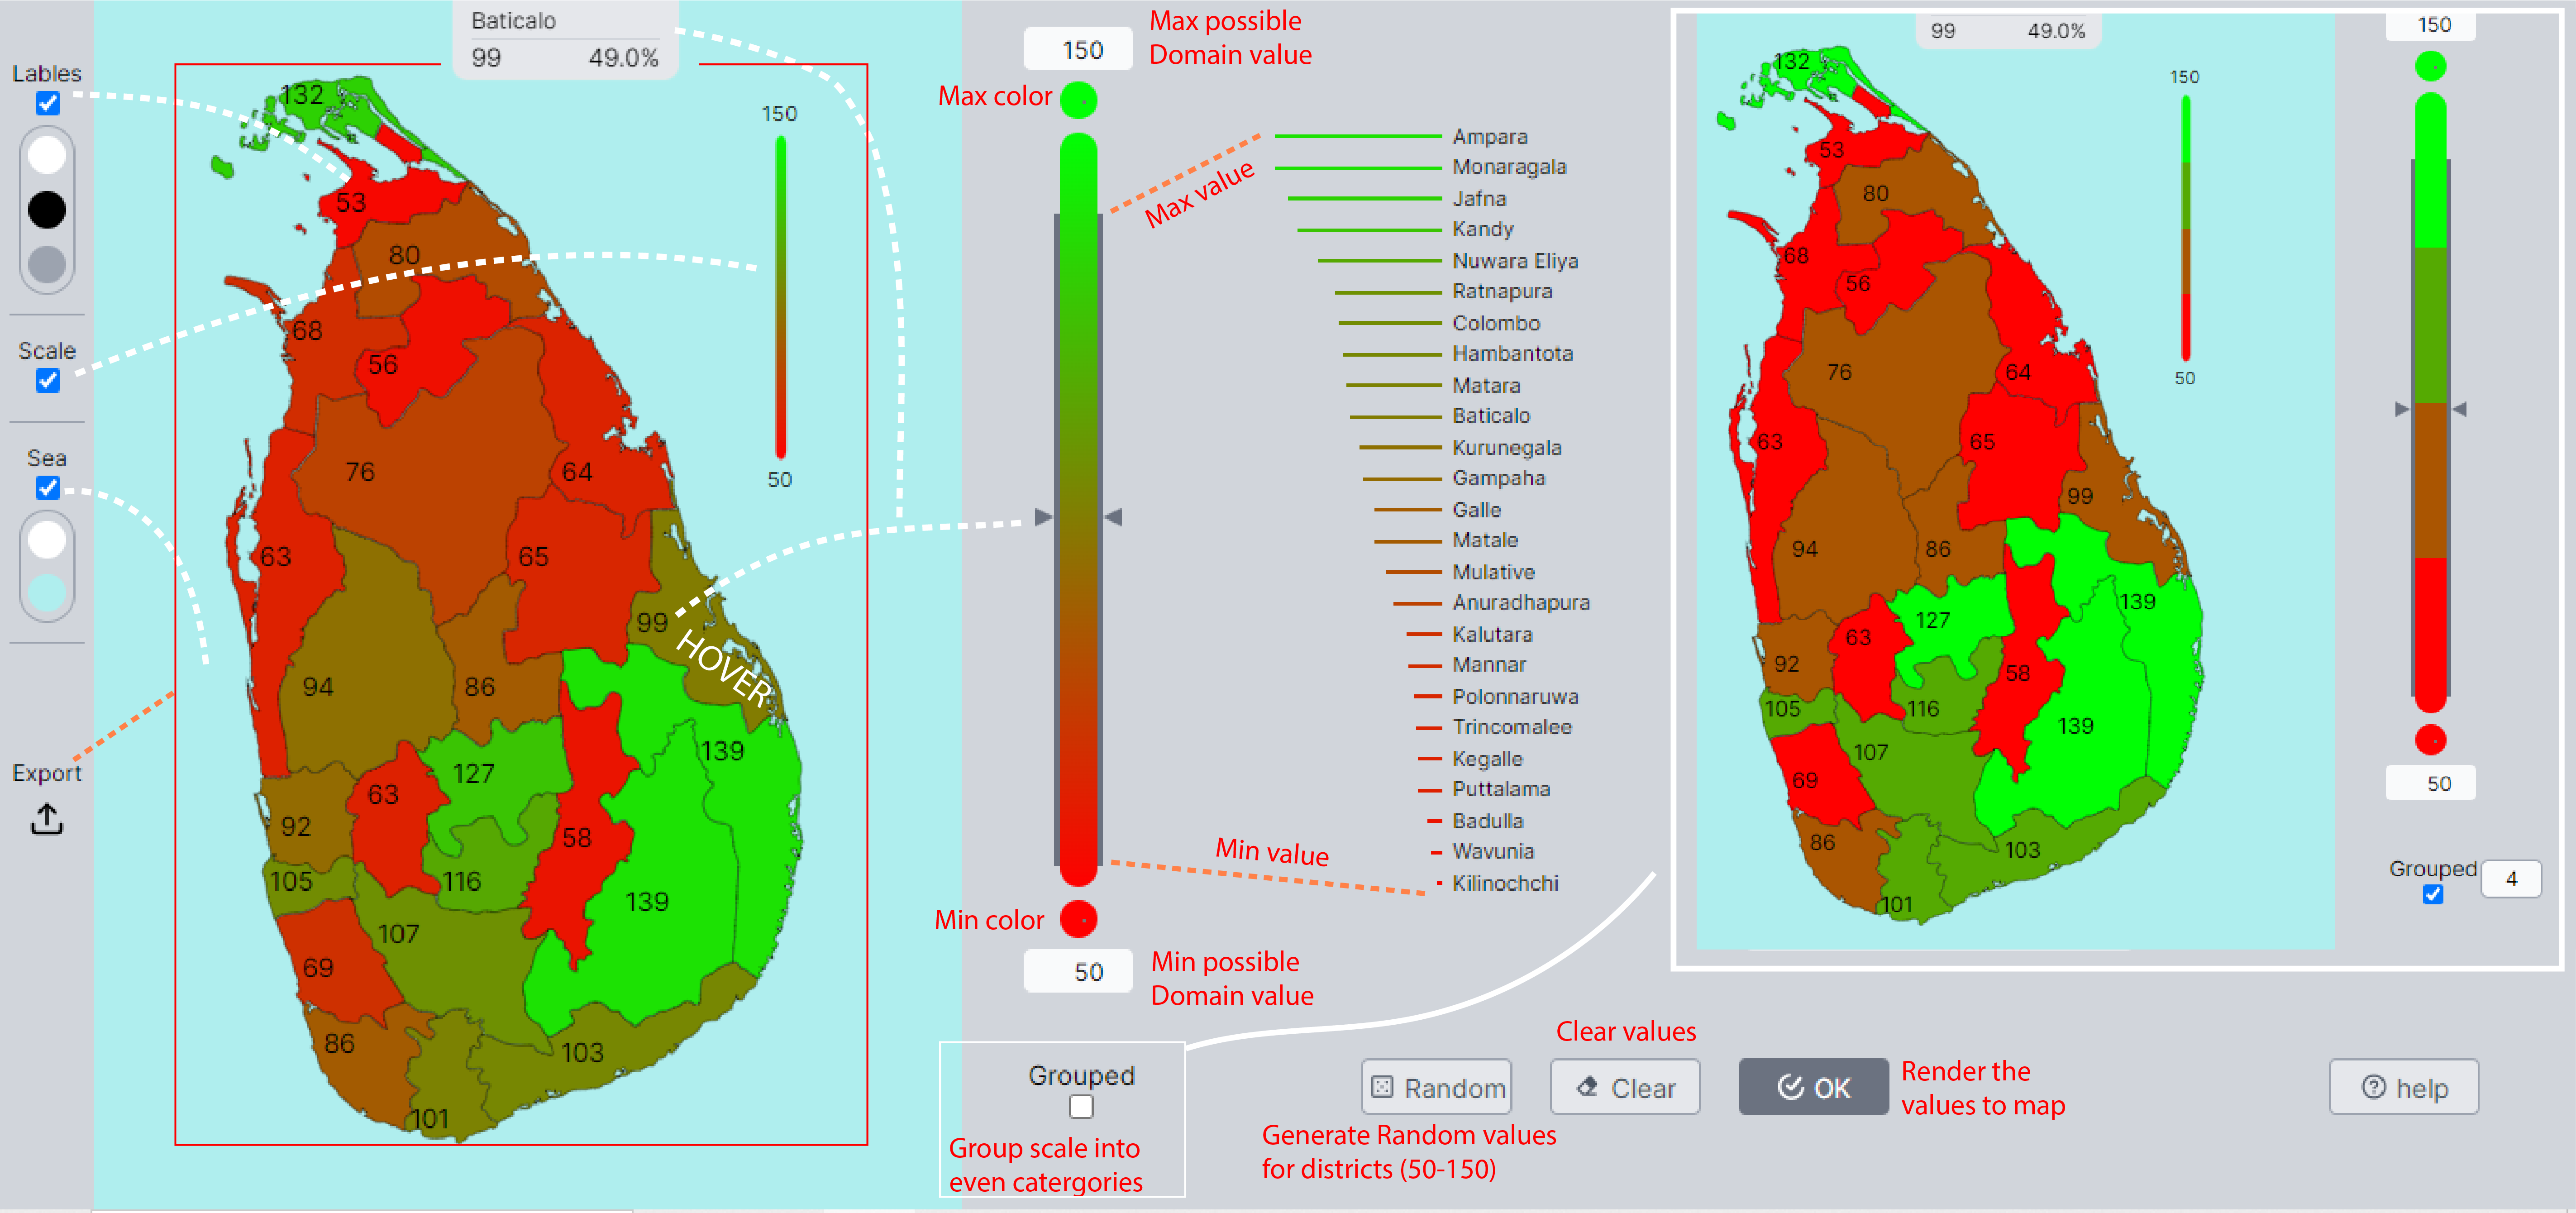 Lables
Scale
Sea
Export
Baticalo
99 49.0%
132
53
80
68
56
76
64
63
65
99
HOVER
94
86
139
127
63
58
92
116
105
139
107
69
86
103
101
150
50
150
Max possible
Domain value
Max color
Max value
Min value
Min color
50
Min possible
Domain value
Ampara
Monaragala
Jafna
Kandy
Nuwara Eliya
Ratnapura
Colombo
Hambantota
Matara
Baticalo
Kurunegala
Gampaha
Galle
Matale
Mulative
Anuradhapura
Kalutara
Mannar
Polonnaruwa
Trincomalee
Kegalle
Puttalama
Badulla
Wavunia
Kilinochchi
Grouped
Group scale into
even catergories
Random
Generate Random values
for districts (50-150)
Clear values
Clear
OK
Render the
values to map
help
99 49.0%
132
53
80
68
56
76
64
63
65
99
94
86
139
127
63
58
92
105
116
139
107
69
86
103
101
150
50
150
50
Grouped 4